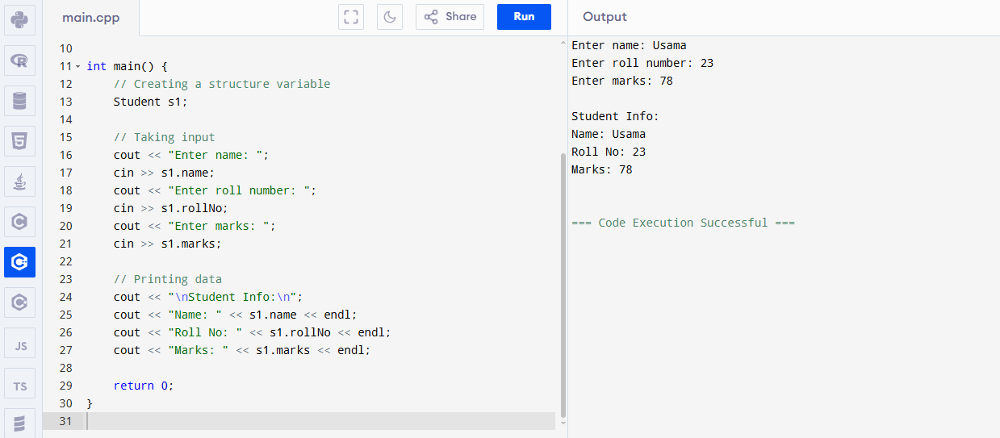 main.cpp
Share
Run
Output
10
11 int main() {
12 // Creating a structure variable
13 Student s1;
14
15 // Taking input
16 cout << "Enter name: ";
17 cin >> s1.name;
18 cout << "Enter roll number: ";
19 cin >> s1.rollNo;
20 cout << "Enter marks: ";
21 cin >> s1.marks;
22
23 // Printing data
24 cout << "\nStudent Info:\n";
25 cout << "Name: " << s1.name << endl;
26 cout << "Roll No: " << s1.rollNo << endl;
27 cout << "Marks: " << s1.marks << endl;
28
29 return 0;
30 }
31
Enter name: Usama
Enter roll number: 23
Enter marks: 78
Student Info:
Name: Usama
Roll No: 23
Marks: 78
=== Code Execution Successful ===
R
5
C
C+
C
JS
TS